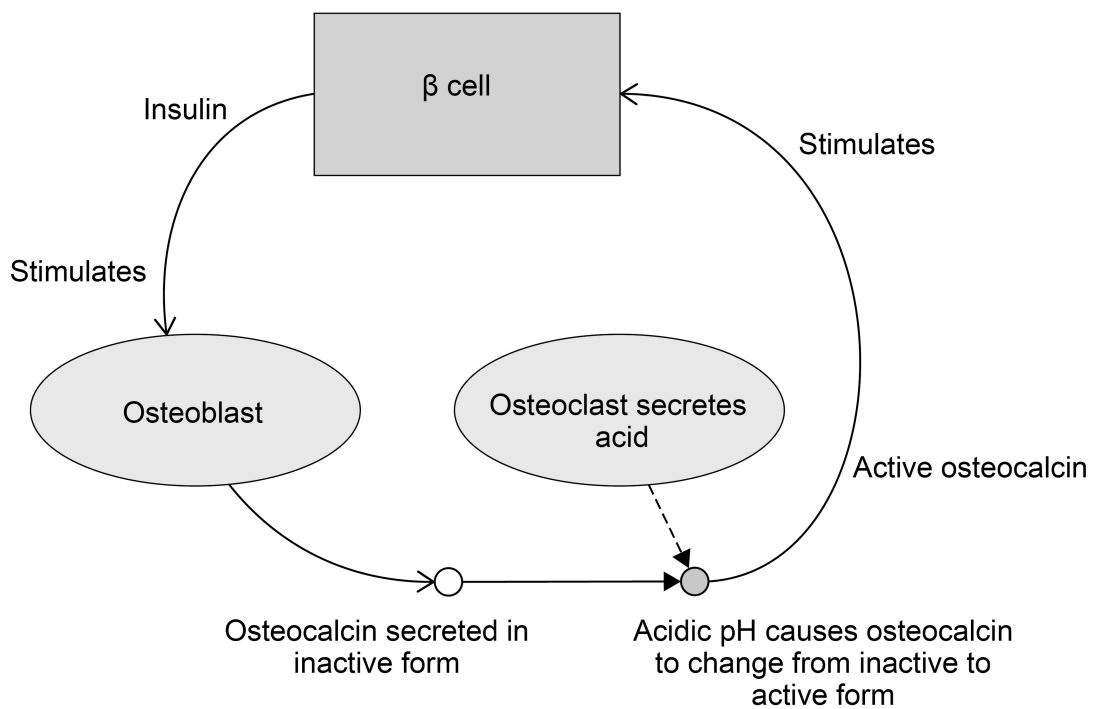 β cell
Insulin
Stimulates
Stimulates
Osteoblast
Osteoclast secretes
acid
Active osteocalcin
Osteocalcin secreted in
inactive form
Acidic pH causes osteocalcin
to change from inactive to
active form